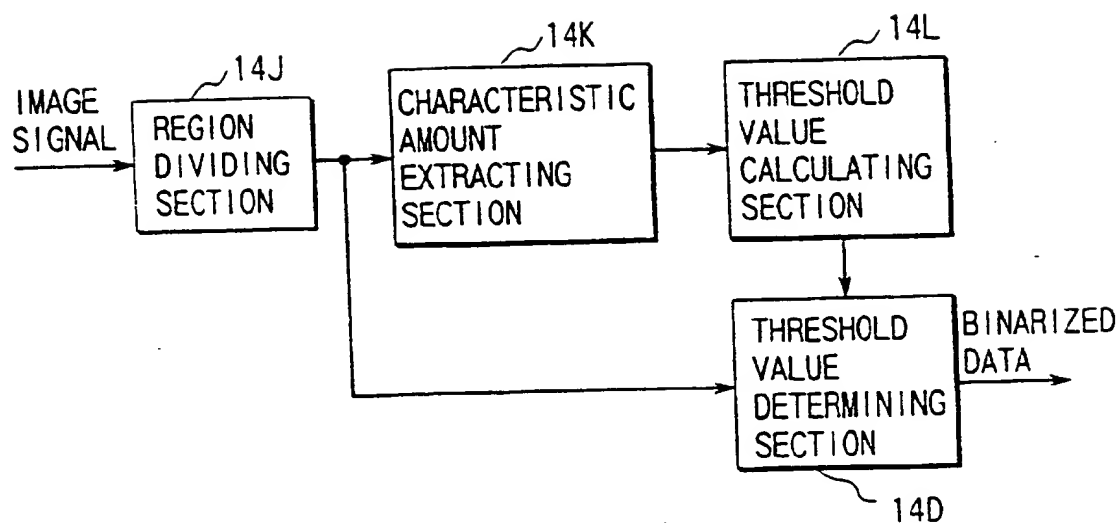 14J
14K
14L
IMAGE
SIGNAL
REGION
DIVIDING
SECTION
CHARACTERISTIC
AMOUNT
EXTRACTING
SECTION
THRESHOLD
VALUE
CALCULATING
SECTION
THRESHOLD
VALUE
DETERMINING
SECTION
BINARIZED
DATA
14D